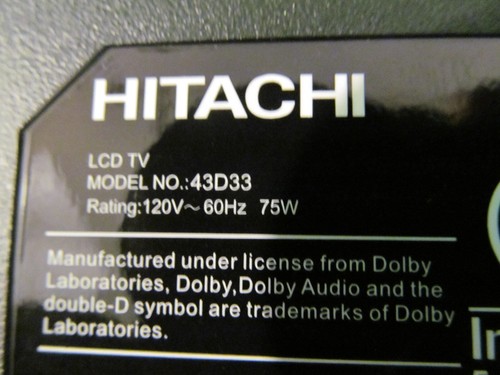 HITACHI
LCD TV
MODEL NO.:43D33
Rating:120V~ 60Hz 75W
Manufactured under license from Dolby
Laboratories, Dolby,Dolby Audio and the
double-D symbol are trademarks of Dolby
Laboratories.